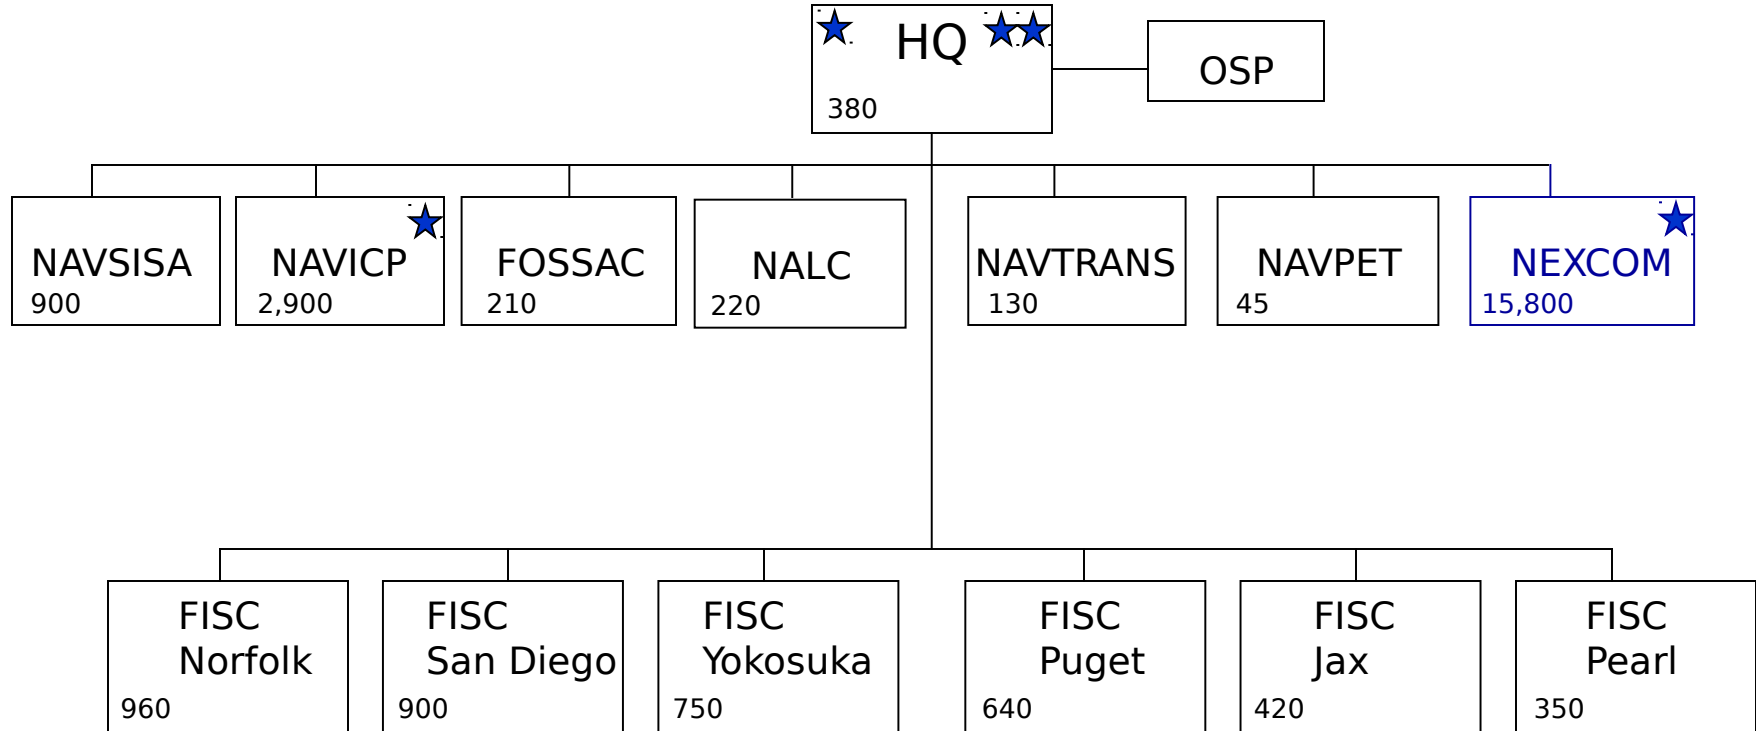 HQ
380
OSP
NAVSISA
900
NAVICP
2,900
FOSSAC
210
NALC
220
NAVTRANS
130
NAVPET
45
NEXCOM
15,800
FISC
Norfolk
960
FISC
San Diego
900
FISC
Yokosuka
750
FISC
Puget
640
FISC
Jax
420
FISC
Pearl
350